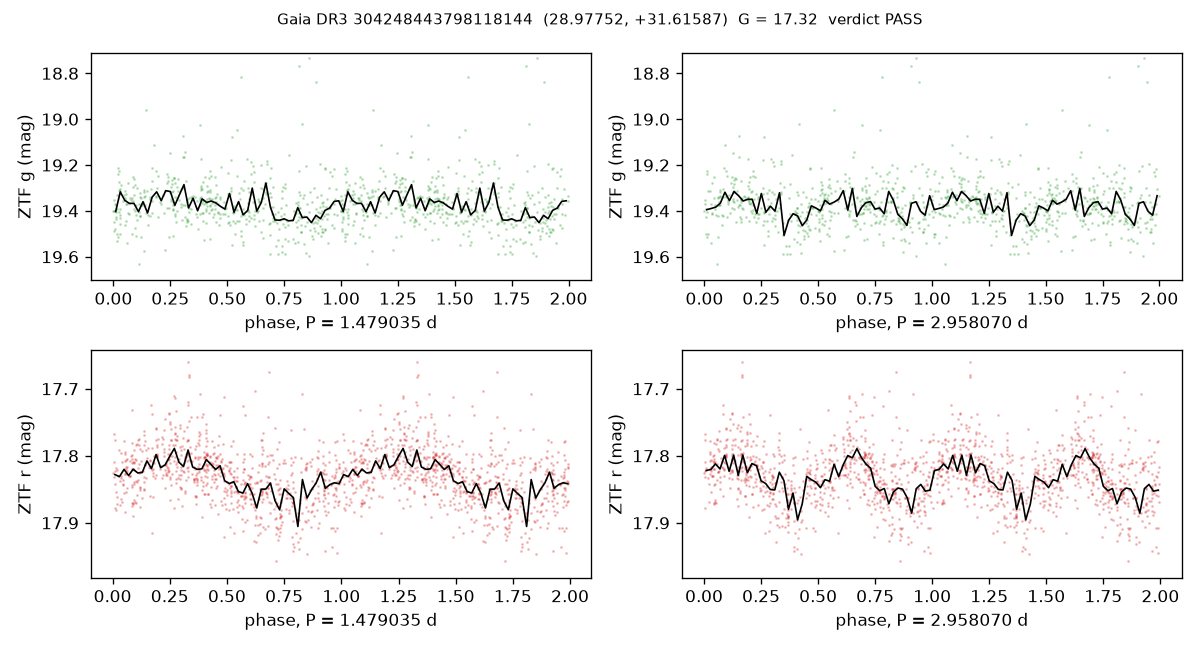 Gaia DR3 304248443798118144  (28.97752, +31.61587)  G = 17.32  verdict PASS
ZTF g (mag)
18.8
19.0
19.2
19.4
19.6
0.00 0.25 0.50 0.75 1.00 1.25 1.50 1.75 2.00
phase, P = 1.479035 d
ZTF g (mag)
18.8
19.0
19.2
19.4
19.6
0.00 0.25 0.50 0.75 1.00 1.25 1.50 1.75 2.00
phase, P = 2.958070 d
ZTF r (mag)
17.7
17.8
17.9
0.00 0.25 0.50 0.75 1.00 1.25 1.50 1.75 2.00
phase, P = 1.479035 d
ZTF r (mag)
17.7
17.8
17.9
0.00 0.25 0.50 0.75 1.00 1.25 1.50 1.75 2.00
phase, P = 2.958070 d